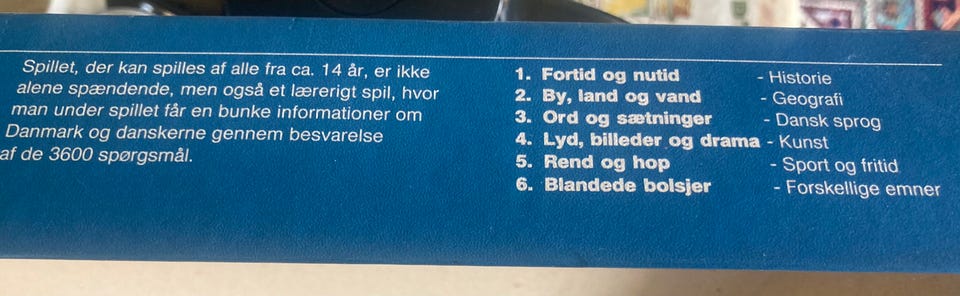 Spillet, der kan spilles af alle fra ca. 14 år, er ikke
alene spændende, men også et lærerigt spil, hvor
man under spillet får en bunke informationer om
Danmark og danskerne gennem besvarelse
af de 3600 spørgsmål.
1. Fortid og nutid - Historie
2. By, land og vand - Geografi
3. Ord og sætninger - Dansk sprog
4. Lyd, billeder og drama - Kunst
5. Rend og hop - Sport og fritid
6. Blandede bolsjer - Forskellige emner